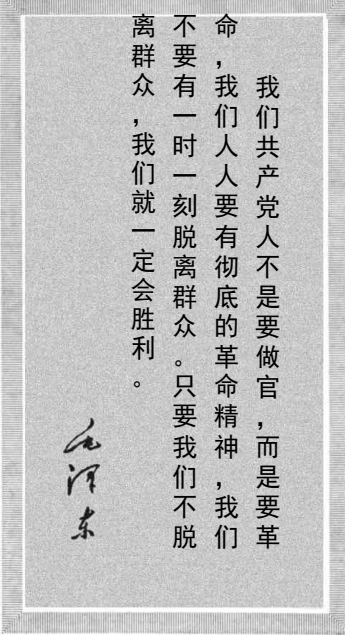 我们共产党人不是要做官，而是要革
命，我们人人要有彻底的革命精神，我们
不要有一时一刻脱离群众。只要我们不脱
离群众，我们就一定会胜利。
毛泽东